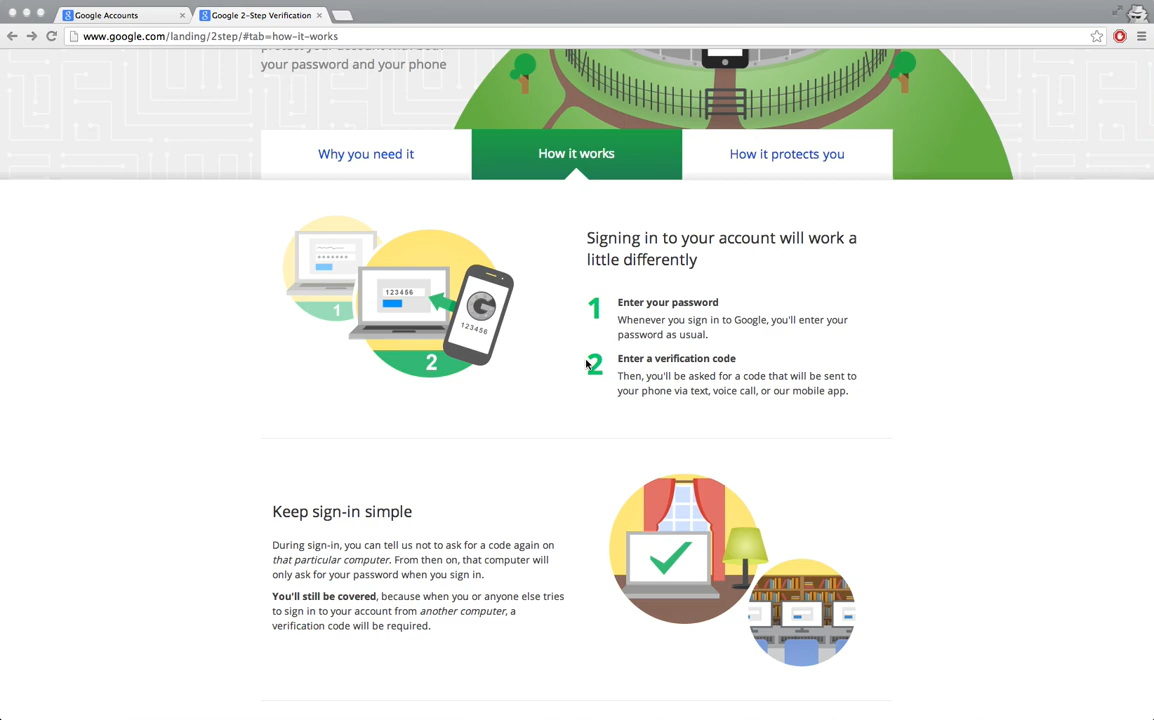 Google Accounts
Google 2-Step Verification
www.google.com/landing/2step/#tab=how-it-works
your password and your phone
Why you need it
How it works
How it protects you
Signing in to your account will work a
little differently
1
123456
123456
2
1 Enter your password
Whenever you sign in to Google, you'll enter your
password as usual.
2 Enter a verification code
Then, you'll be asked for a code that will be sent to
your phone via text, voice call, or our mobile app.
Keep sign-in simple
During sign-in, you can tell us not to ask for a code again on
that particular computer. From then on, that computer will
only ask for your password when you sign in.
You'll still be covered, because when you or anyone else tries
to sign in to your account from another computer, a
verification code will be required.